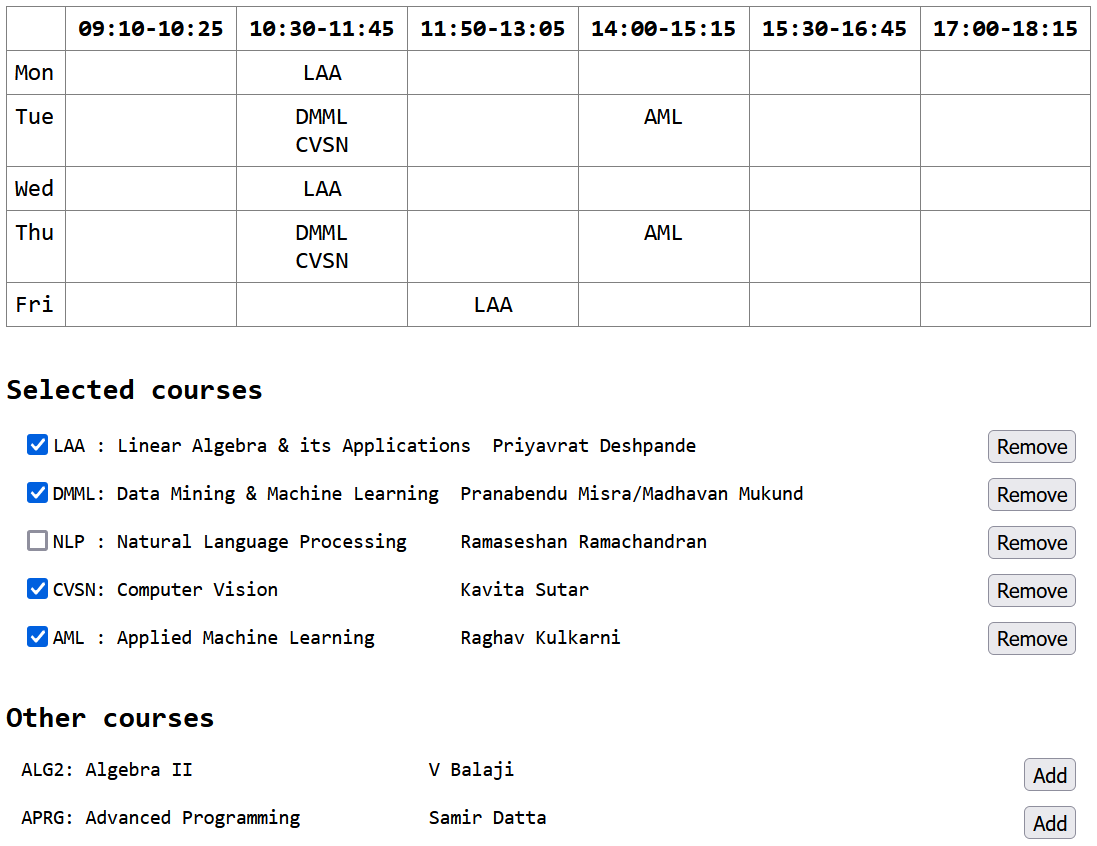 09:10-10:25 10:30-11:45 11:50-13:05 14:00-15:15 15:30-16:45 17:00-18:15
Mon LAA
Tue DMML AML
CVSN
Wed LAA
Thu DMML AML
CVSN
Fri LAA
Selected courses
LAA : Linear Algebra & its Applications Priyavrat Deshpande Remove
DMML: Data Mining & Machine Learning Pranabendu Misra/Madhavan Mukund Remove
NLP : Natural Language Processing Ramaseshan Ramachandran Remove
CVSN: Computer Vision Kavita Sutar Remove
AML : Applied Machine Learning Raghav Kulkarni Remove
Other courses
ALG2: Algebra II V Balaji Add
APRG: Advanced Programming Samir Datta Add